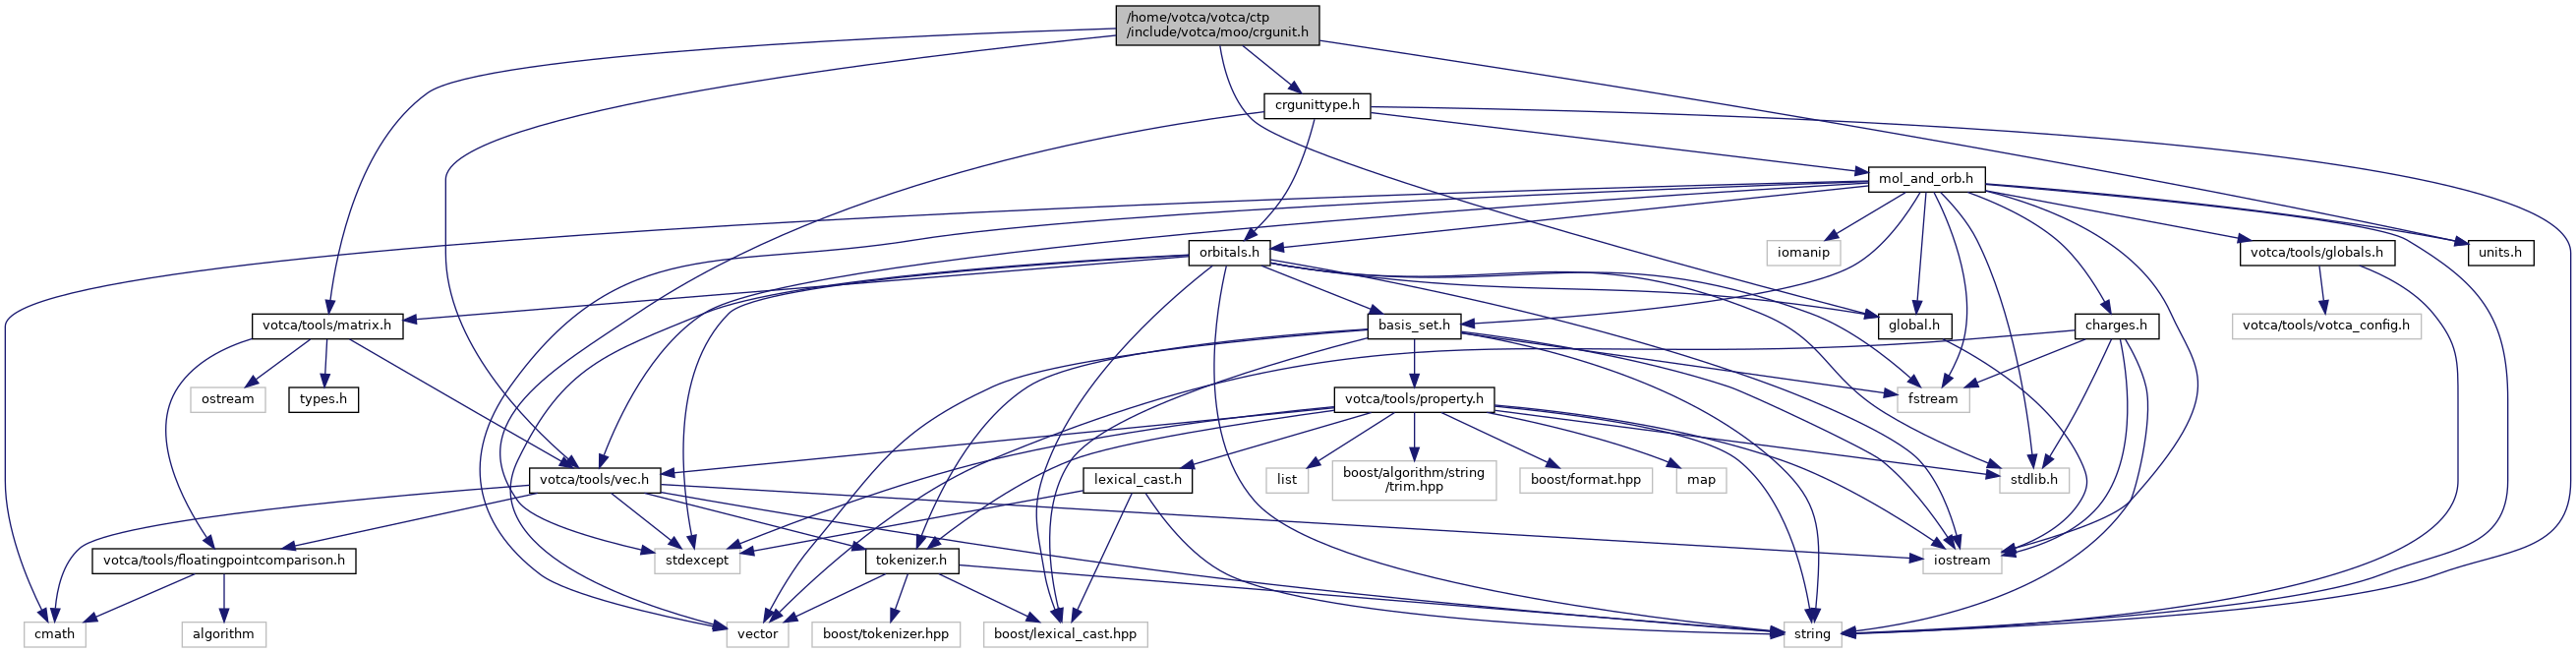 /home/votca/votca/ctp
/include/votca/moo/crgunit.h
crgunittype.h
mol_and_orb.h
orbitals.h
iomanip
votca/tools/globals.h
units.h
votca/tools/matrix.h
basis_set.h
global.h
charges.h
votca/tools/votca_config.h
ostream
types.h
votca/tools/property.h
fstream
votca/tools/vec.h
lexical_cast.h
list
boost/algorithm/string
/trim.hpp
boost/format.hpp
map
stdlib.h
votca/tools/floatingpointcomparison.h
stdexcept
tokenizer.h
iostream
cmath
algorithm
vector
boost/tokenizer.hpp
boost/lexical_cast.hpp
string